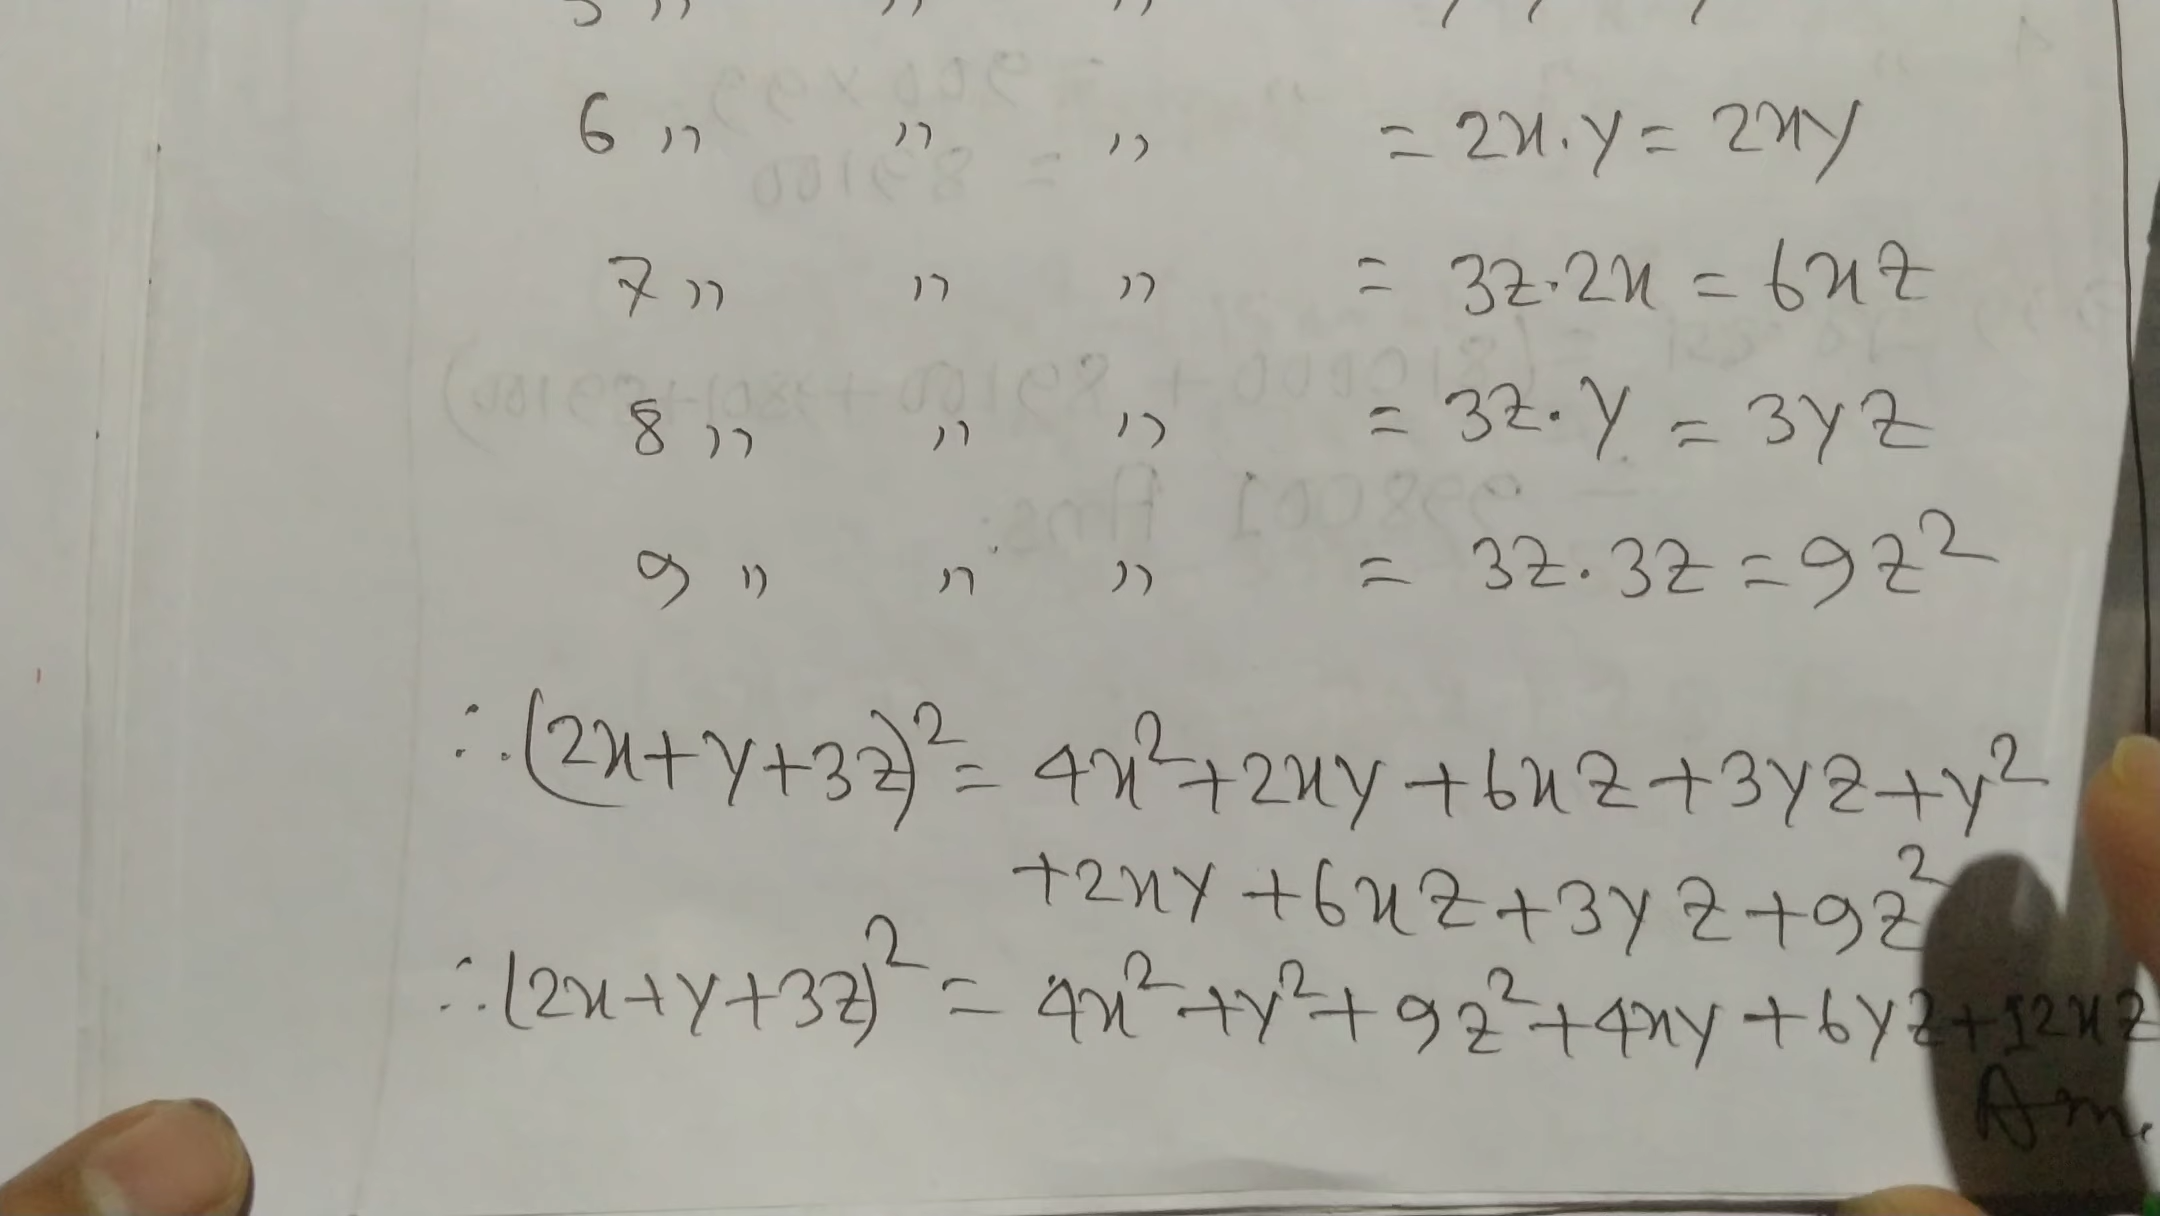 6 ,, ,, ,, = 2x.y = 2xy
7 ,, ,, ,, = 3z.2x = 6xz
8 ,, ,, ,, = 3z.y = 3yz
9 ,, ,, ,, = 3z.3z = 9z²
∴ (2x+y+3z)² = 4x²+2xy+6xz+3yz+y²
+2xy+6xz+3yz+9z²
∴ (2x+y+3z)² = 4x²+y²+9z²+4xy+6yz+12xz
Ans.